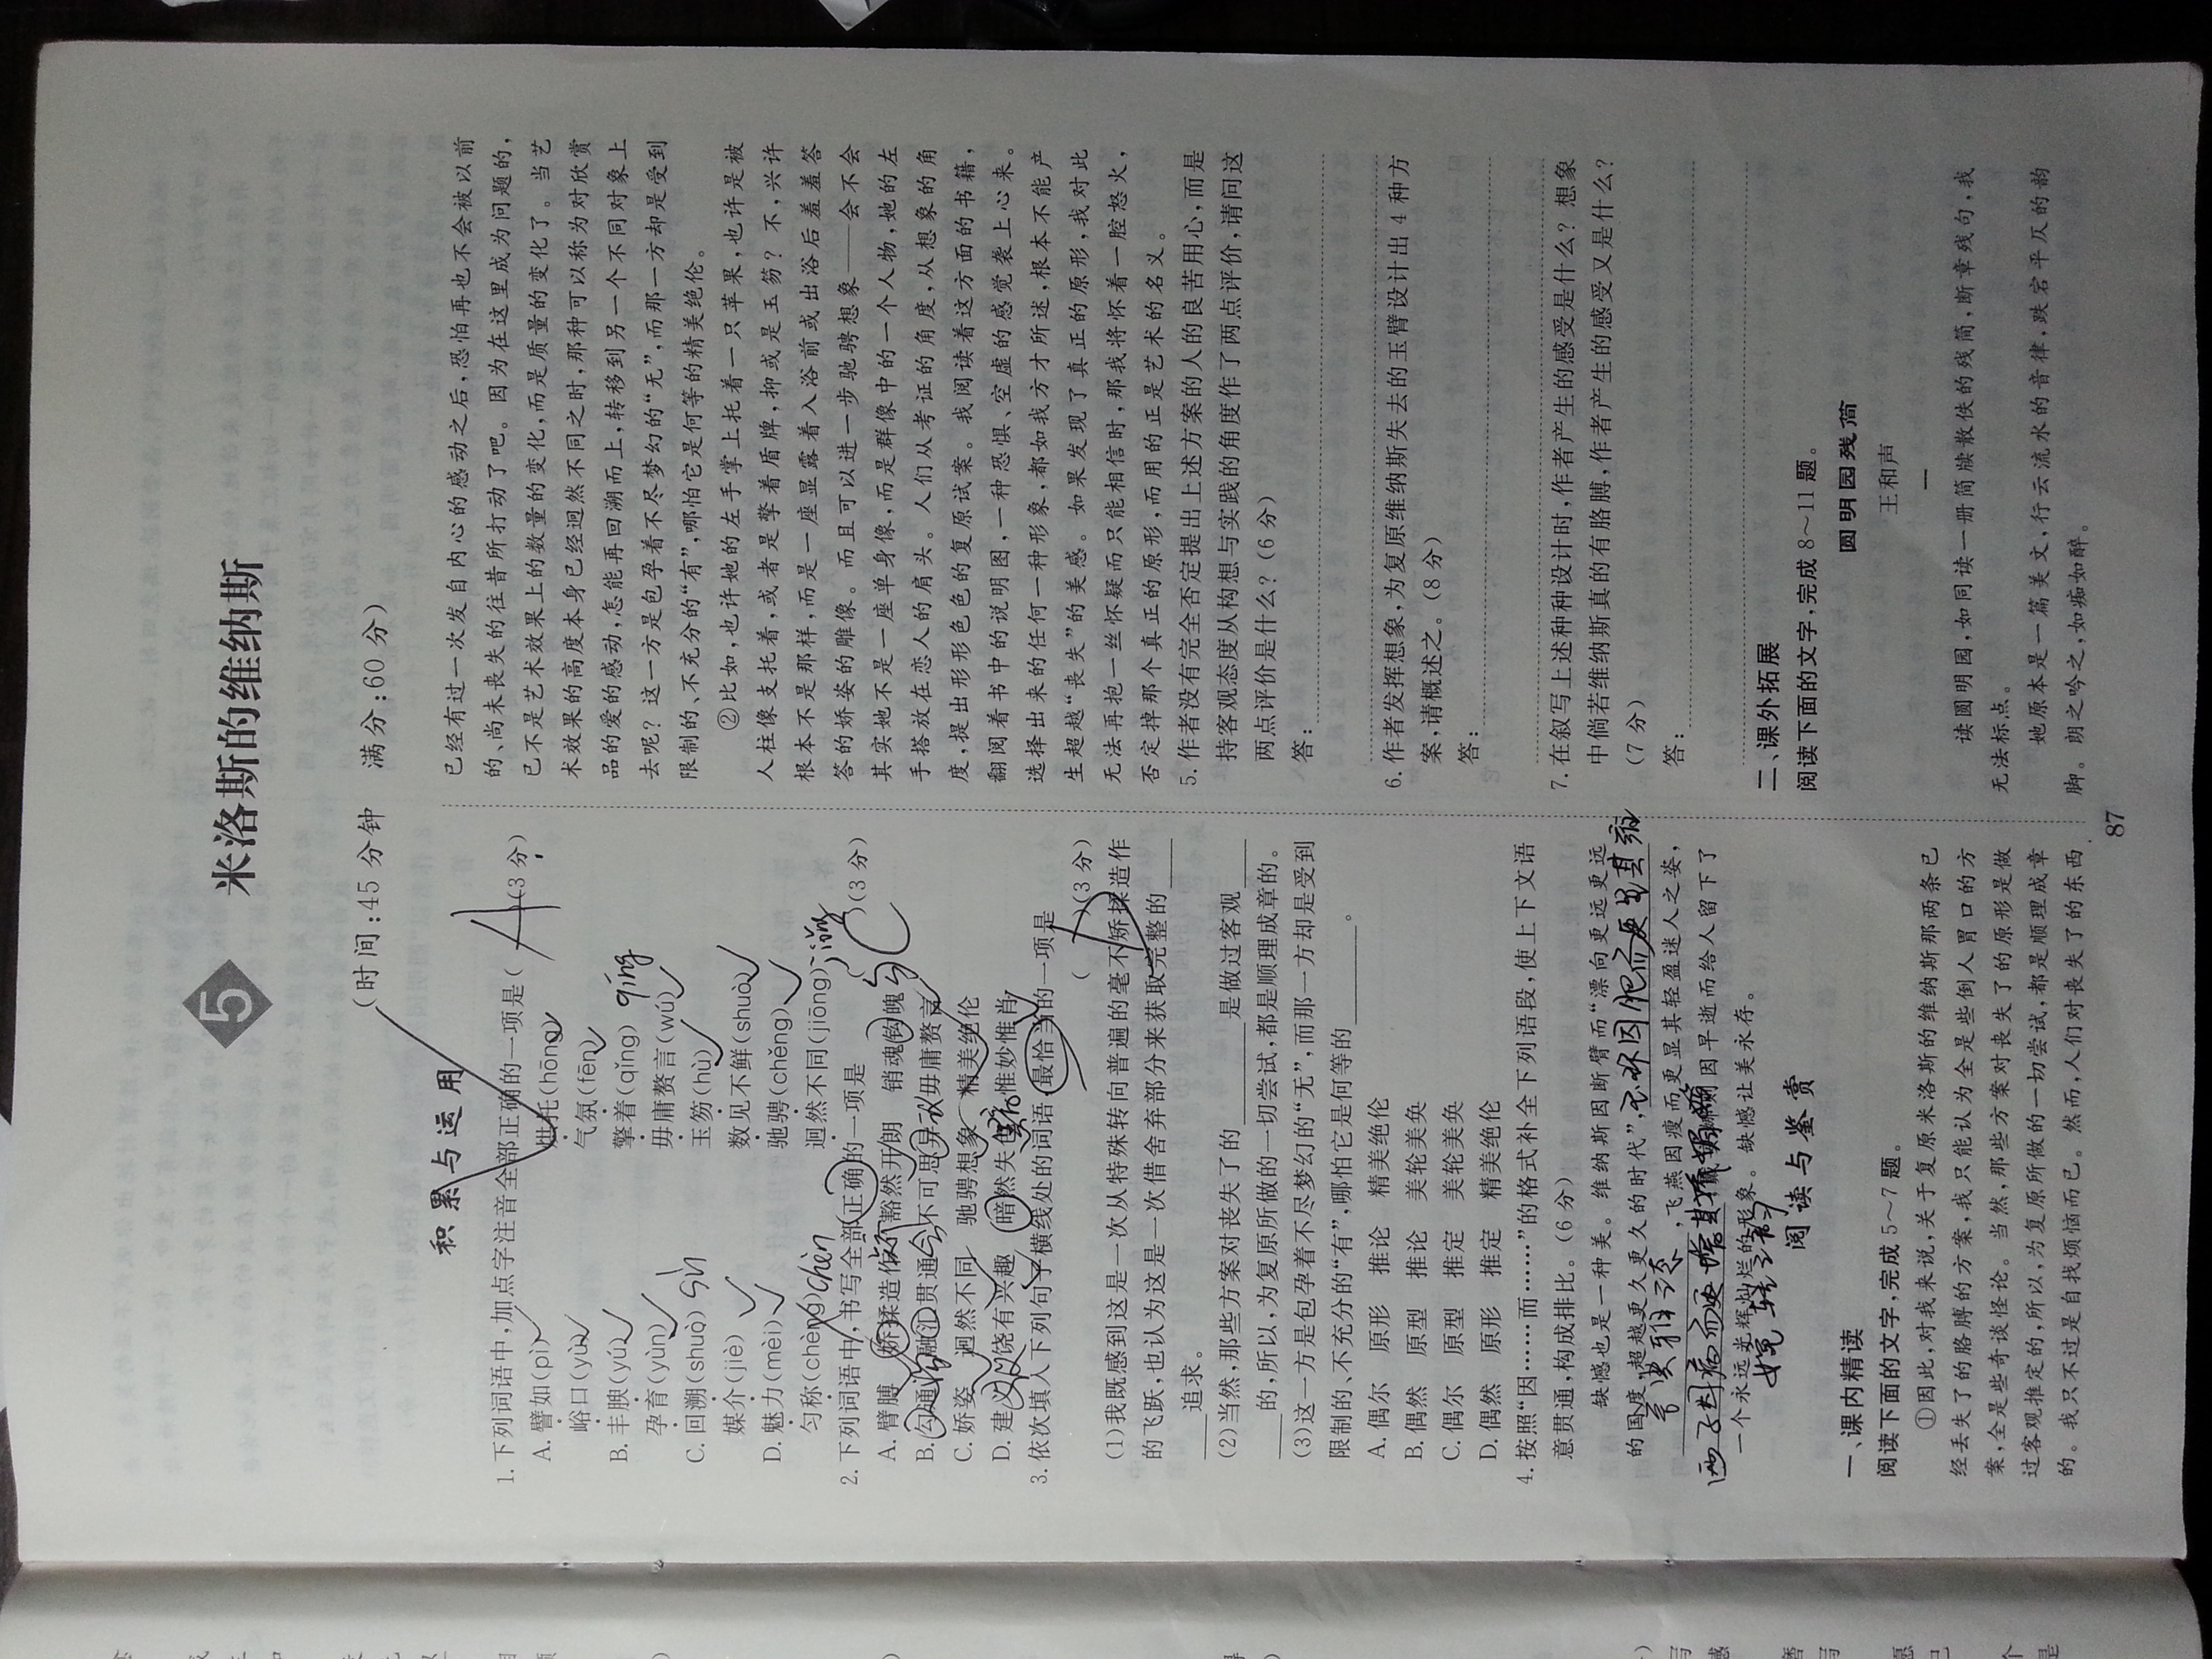 5 米洛斯的维纳斯
(时间:45分钟 满分:60分)
积累与运用
1.下列词语中,加点字注音全部正确的一项是( A )(3分)
A.譬如(pì) 烘托(hōng)
峪口(yù) 气氛(fēn)
B.丰腴(yú) 擎着(qǐng) qíng
孕育(yùn) 毋庸赘言(wú)
C.回溯(shuò) sù 玉笏(hù)
媒介(jiè) 数见不鲜(shuò)
D.魅力(mèi) 驰骋(chěng)
匀称(chèng) chèn 迥然不同(jiōng) jiǒng
2.下列词语中,书写全部正确的一项是 ( C )(3分)
A.臂膊 娇揉造作 豁然开朗 销魂钩魄 勾
B.勾通 融汇贯通 不可思异 毋庸赘言
C.娇姿 迥然不同 驰骋想象 精美绝伦
D.建义 饶有兴趣 暗然失色 惟妙惟肖
3.依次填入下列句子横线处的词语,最恰当的一项是
( D )(3分)
(1)我既感到这是一次从特殊转向普遍的毫不矫揉造作
的飞跃,也认为这是一次借舍弃部分来获取完整的____
____追求。
(2)当然,那些方案对丧失了的________是做过客观____
____的,所以,为复原所做的一切尝试,都是顺理成章的。
(3)这一方是包孕着不尽梦幻的“无”,而那一方却是受到
限制的、不充分的“有”,哪怕它是何等的________。
A.偶尔 原形 推论 精美绝伦
B.偶然 原型 推论 美轮美奂
C.偶尔 原型 推定 美轮美奂
D.偶然 原形 推定 精美绝伦
4.按照“因……而……”的格式补全下列语段,使上下文语
意贯通,构成排比。(6分)
缺憾也是一种美。维纳斯因断臂而“漂向更远更远
的国度,超越更久更久的时代”,玉环因肥而更显其雍
容贵雅之态,飞燕因瘦而更显其轻盈迷人之姿,
西子因病而更增其 因早逝而给人留下了
一个永远光辉灿烂的形象。缺憾让美永存。
婉转之韵
阅读与鉴赏
一、课内精读
阅读下面的文字,完成5～7题。
①因此,对我来说,关于复原米洛斯的维纳斯那两条已
经丢失了的胳膊的方案,我只能认为全是些倒人胃口的方
案,全是些奇谈怪论。当然,那些方案对丧失了的原形是做
过客观推定的,所以,为复原所做的一切尝试,都是顺理成章
的。我只不过是自找烦恼而已。然而,人们对丧失了的东西
已经有过一次发自内心的感动之后,恐怕再也不会被以前
的、尚未丧失的往昔所打动了吧。因为在这里成为问题的,
已不是艺术效果上的数量的变化,而是质量的变化了。当艺
术效果的高度本身已经迥然不同之时,那种可以称为对欣赏
品的爱的感动,怎能再回溯而上,转移到另一个不同对象上
去呢?这一方是包孕着不尽梦幻的“无”,而那一方却是受到
限制的、不充分的“有”,哪怕它是何等的精美绝伦。
②比如,也许她的左手掌上托着一只苹果,也许是被
人柱像支托着,或者是擎着盾牌,抑或是玉笏?不,兴许
根本不是那样,而是一座显露着入浴前或出浴后羞羞答
答的娇姿的雕像。而且可以进一步驰骋想象——会不会
其实她不是一座单身像,而是群像中的一个人物,她的左
手搭放在恋人的肩头。人们从考证的角度,从想象的角
度,提出形形色色的复原试案。我阅读着这方面的书籍,
翻阅着书中的说明图,一种恐惧、空虚的感觉袭上心来。
选择出来的任何一种形象,都如我方才所述,根本不能产
生超越“丧失”的美感。如果发现了真正的原形,我对此
无法再抱一丝怀疑而只能相信时,那我将怀着一腔怒火,
否定掉那个真正的原形,而用的正是艺术的名义。
5.作者没有完全否定提出上述方案的人的良苦用心,而是
持客观态度从构想与实践的角度作了两点评价,请问这
两点评价是什么?(6分)
答:
6.作者发挥想象,为复原维纳斯失去的玉臂设计出4种方
案,请概述之。(8分)
答:
7.在叙写上述种种设计时,作者产生的感受是什么?想象
中倘若维纳斯真的有胳膊,作者产生的感受又是什么?
(7分)
答:
二、课外拓展
阅读下面的文字,完成8～11题。
圆明园残简
王和声
一
读圆明园,如同读一册简牍散佚的残简,断章残句,我
无法标点。
她原本是一篇美文,行云流水的音律,跌宕平仄的韵
脚。朗之吟之,如痴如醉。
87